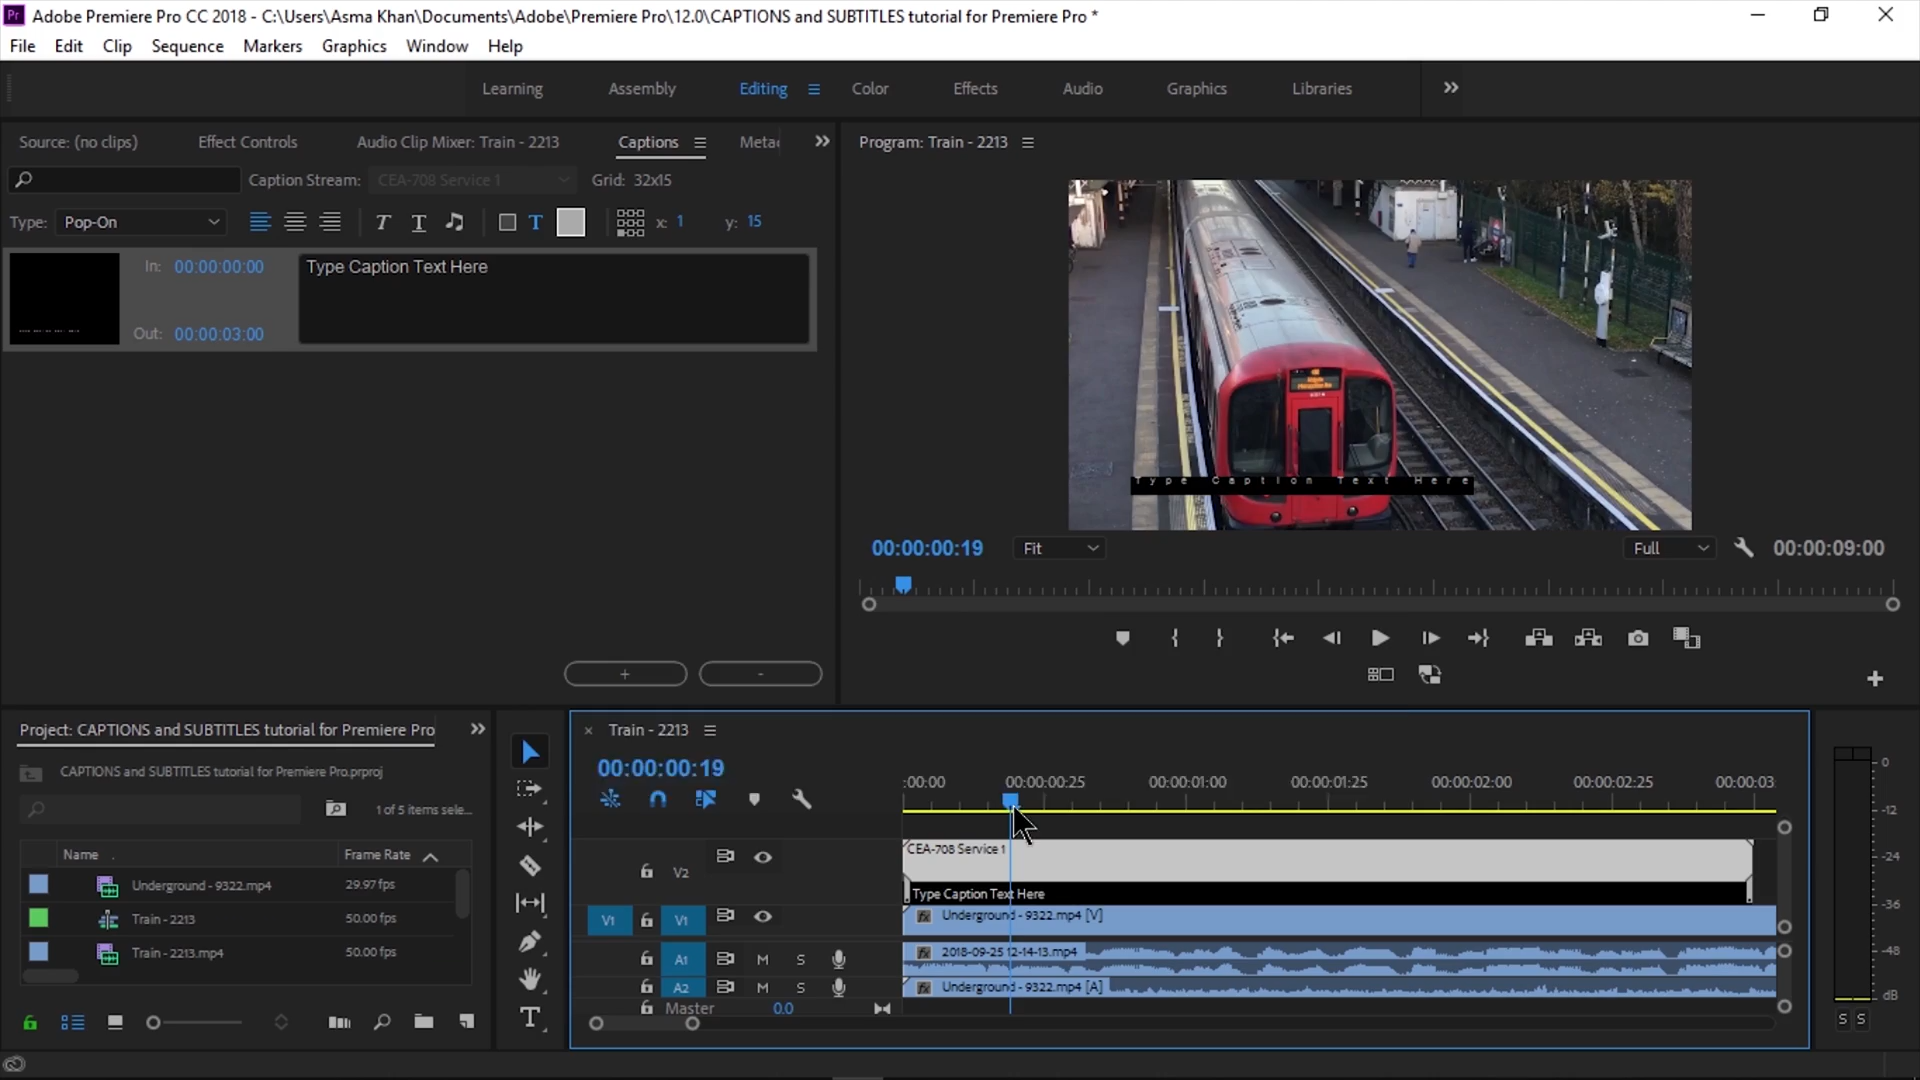 Pr Adobe Premiere Pro CC 2018 - C:\Users\Asma Khan\Documents\Adobe\Premiere Pro\12.0\CAPTIONS and SUBTITLES tutorial for Premiere Pro *
File Edit Clip Sequence Markers Graphics Window Help
Learning Assembly Editing Color Effects Audio Graphics Libraries
Source: (no clips) Effect Controls Audio Clip Mixer: Train - 2213 Captions Meta
Caption Stream: CEA-708 Service 1 Grid: 32x15
Type: Pop-On T T T x: 1 y: 15
In: 00:00:00:00 Type Caption Text Here
Out: 00:00:03:00
+ -
Program: Train - 2213
Type Caption Text Here
00:00:00:19 Fit Full 00:00:09:00
Project: CAPTIONS and SUBTITLES tutorial for Premiere Pro
CAPTIONS and SUBTITLES tutorial for Premiere Pro.prproj
1 of 5 items sele...
Name Frame Rate
Underground - 9322.mp4 29.97 fps
Train - 2213 50.00 fps
Train - 2213.mp4 50.00 fps
T
× Train - 2213
00:00:00:19
:00:00 00:00:00:25 00:00:01:00 00:00:01:25 00:00:02:00 00:00:02:25 00:00:03:
V2 CEA-708 Service 1
Type Caption Text Here
V1 V1 fx Underground - 9322.mp4 [V]
A1 M S fx 2018-09-25 12-14-13.mp4
A2 M S fx Underground - 9322.mp4 [A]
Master 0.0
0
-12
-24
-36
-48
dB
S S